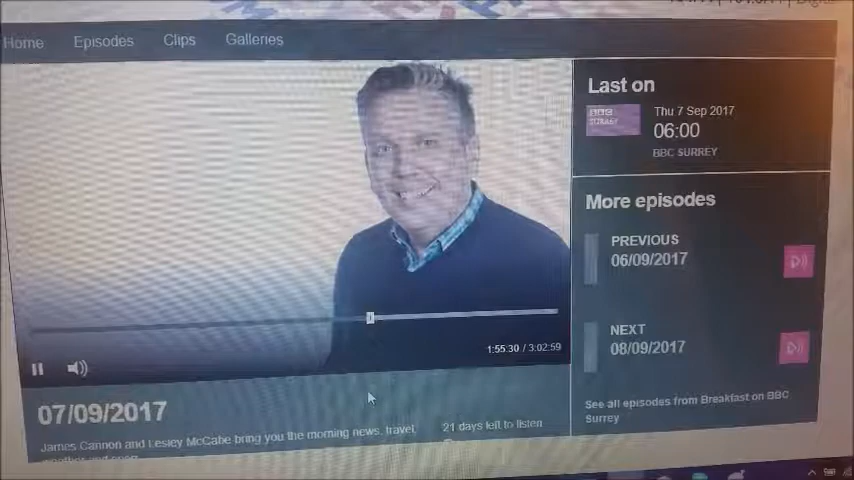 Home Episodes Clips Galleries
Last on
BBC
SURREY
Thu 7 Sep 2017
06:00
BBC SURREY
More episodes
PREVIOUS
06/09/2017
NEXT
08/09/2017
See all episodes from Breakfast on BBC
Surrey
1:55:30 / 3:02:59
07/09/2017
James Cannon and Lesley McCabe bring you the morning news, travel,
21 days left to listen